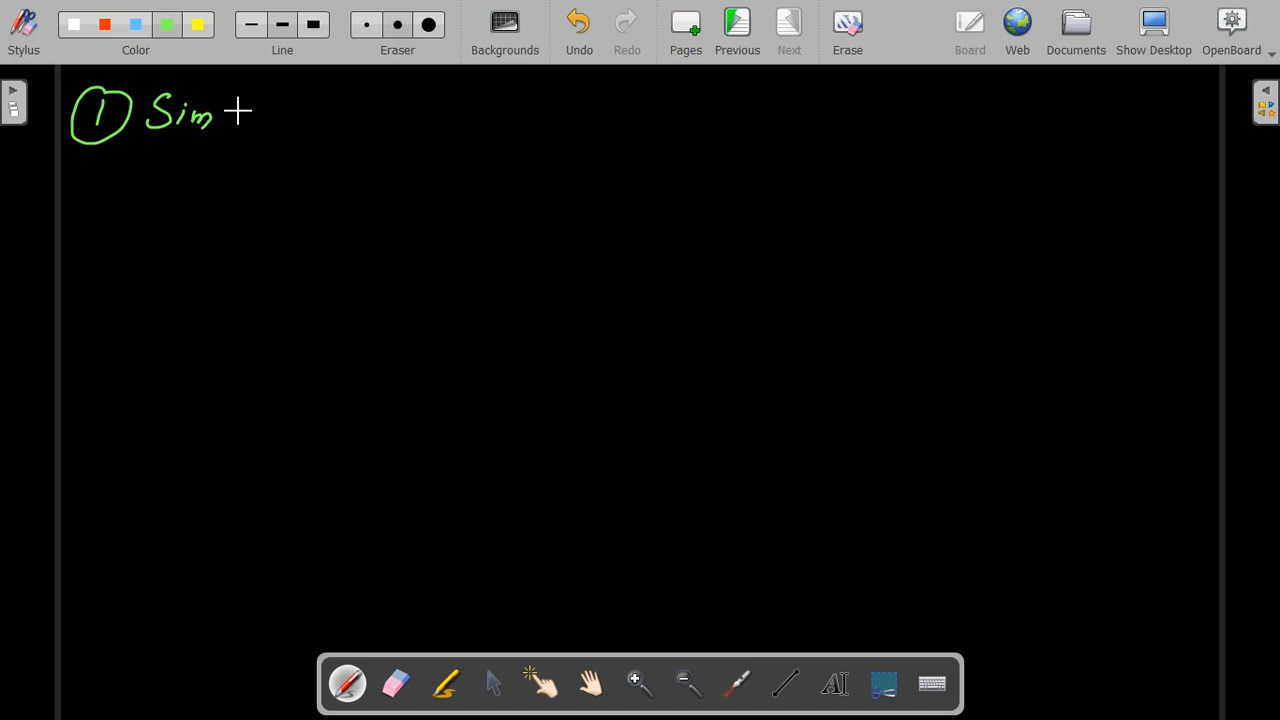 Stylus Color Line Eraser Backgrounds Undo Redo Pages Previous Next Erase Board Web Documents Show Desktop OpenBoard
① Sim
AI